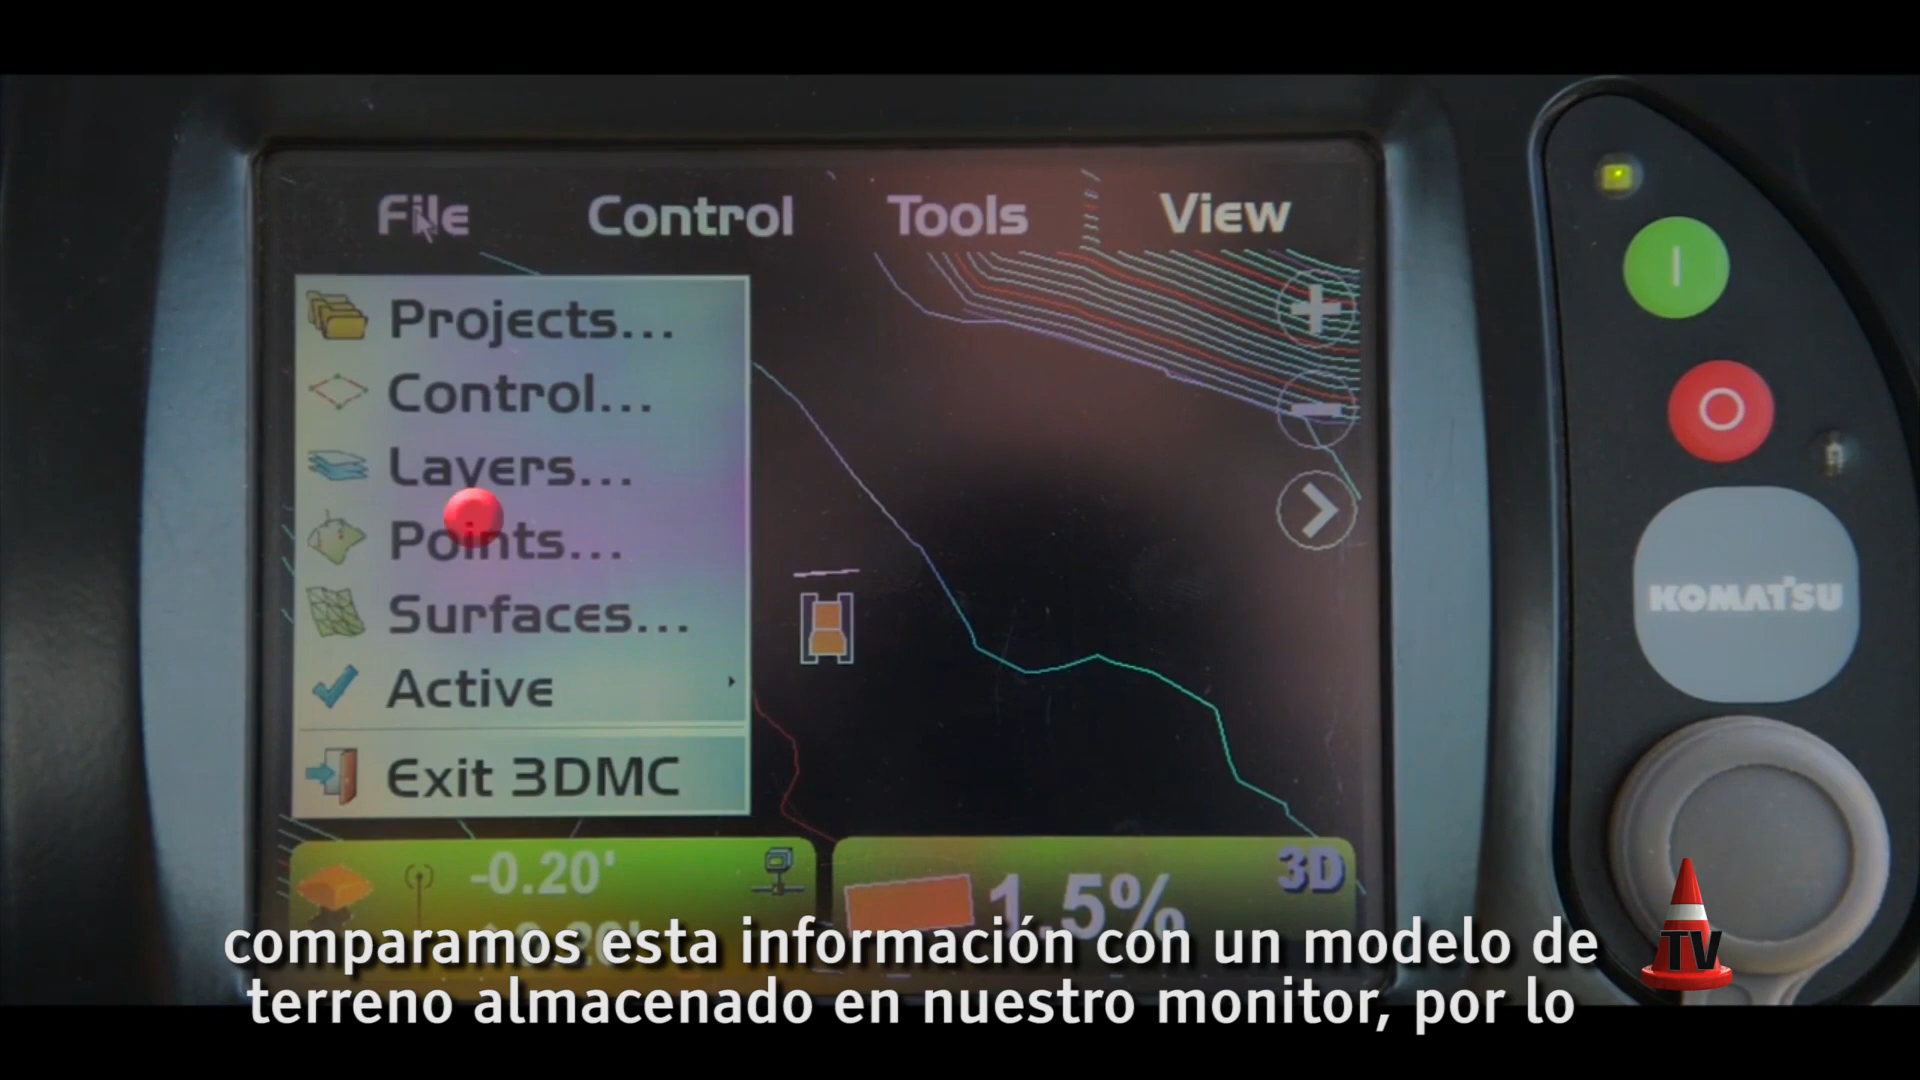 File Control Tools View
Projects...
Control...
Layers...
Points...
Surfaces...
Active
Exit 3DMC
KOMATSU
-0.20'
1.5%
3D
comparamos esta información con un modelo de
terreno almacenado en nuestro monitor, por lo
TV